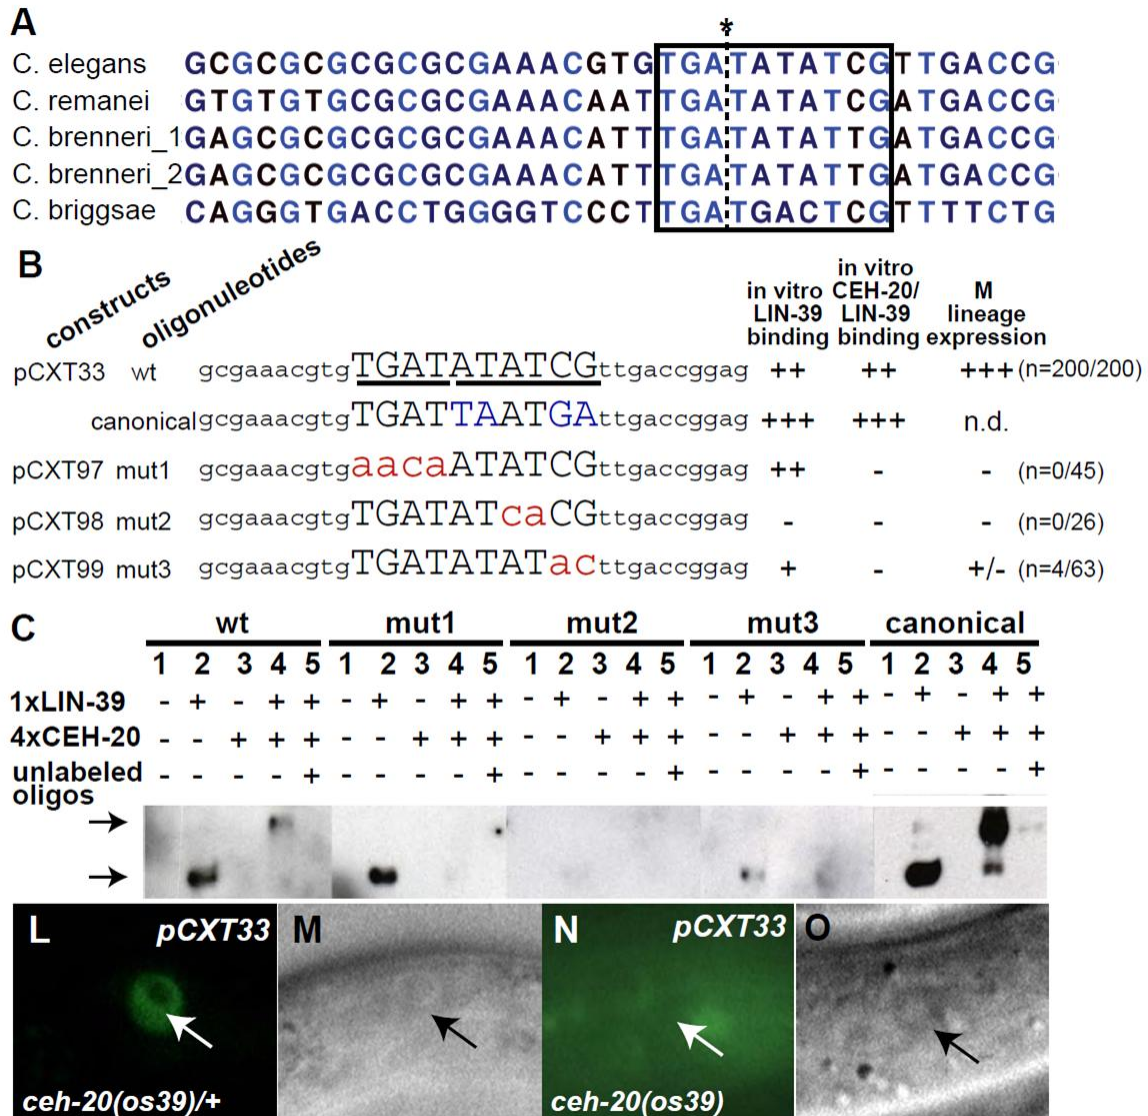 A
*
C. elegans GCGCGCGCGCGCGAAACGTGTGATATATCGTTGACCG
C. remanei GTGTGTGCGCGCGAAACAATTGATATATCGATGACCG
C. brenneri_1 GAGCGCGCGCGCGAAACATTTGATATATTGATGACCG
C. brenneri_2 GAGCGCGCGCGCGAAACATTTGATATATTGATGACCG
C. briggsae CAGGGTGACCTGGGGTCCCTTGATGACTCGTTTTCTG
B
constructs
oligonuleotides
in vitro LIN-39 binding
in vitro CEH-20/ LIN-39 binding
M lineage expression
pCXT33 wt gcgaaacgtgTGATATATCGttgaccggag ++ ++ +++ (n=200/200)
canonical gcgaaacgtgTGATTAATGAttgaccggag +++ +++ n.d.
pCXT97 mut1 gcgaaacgtgaacaATATCGttgaccggag ++ - - (n=0/45)
pCXT98 mut2 gcgaaacgtgTGATATcaCGttgaccggag - - - (n=0/26)
pCXT99 mut3 gcgaaacgtgTGATATATacttgaccggag + - +/- (n=4/63)
C wt mut1 mut2 mut3 canonical
1 2 3 4 5 1 2 3 4 5 1 2 3 4 5 1 2 3 4 5 1 2 3 4 5
1xLIN-39 - + - + + - + - + + - + - + + - + - + + - + - + +
4xCEH-20 - - + + + - - + + + - - + + + - - + + + - - + + +
unlabeled oligos - - - - + - - - - + - - - - + - - - - + - - - - +
L pCXT33 M N pCXT33 O
ceh-20(os39)/+ ceh-20(os39)